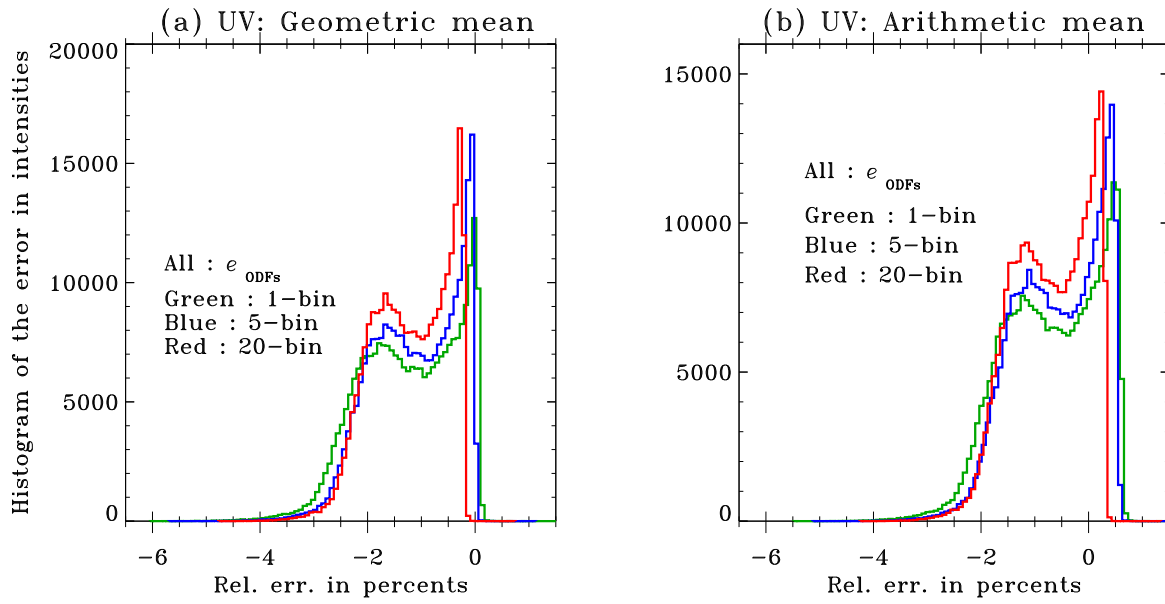 (a) UV: Geometric mean
Histogram of the error in intensities
20000
15000
10000
5000
0
All : e ODFs
Green : 1-bin
Blue : 5-bin
Red : 20-bin
-6 -4 -2 0
Rel. err. in percents
(b) UV: Arithmetic mean
15000
10000
5000
0
All : e ODFs
Green : 1-bin
Blue : 5-bin
Red : 20-bin
-6 -4 -2 0
Rel. err. in percents